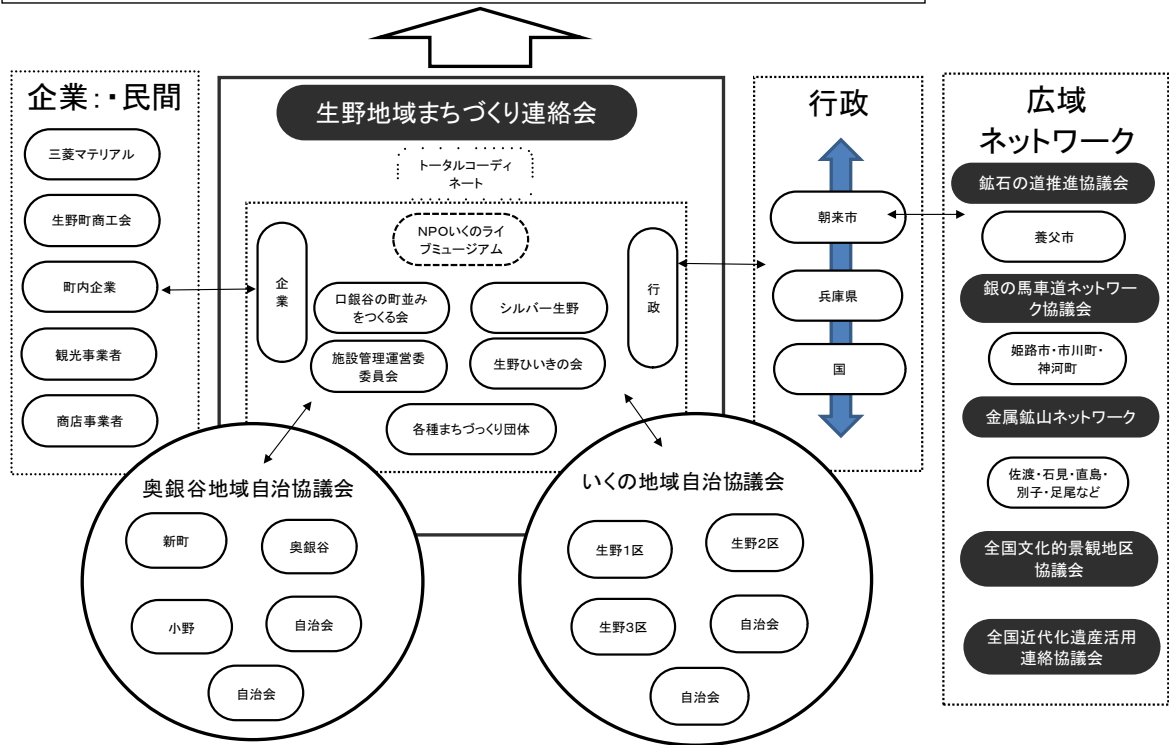 企業:・民間
三菱マテリアル
生野町商工会
町内企業
観光事業者
商店事業者
生野地域まちづくり連絡会
トータルコーディ
ネート
NPOいくのライ
ブミュージアム
企
業
口銀谷の町並み
をつくる会
シルバー生野
施設管理運営委
委員会
生野ひいきの会
各種まちづっくり団体
行
政
行政
朝来市
兵庫県
国
広域
ネットワーク
鉱石の道推進協議会
養父市
銀の馬車道ネットワー
ク協議会
姫路市・市川町・
神河町
金属鉱山ネットワーク
佐渡・石見・直島・
別子・足尾など
全国文化的景観地区
協議会
全国近代化遺産活用
連絡協議会
奥銀谷地域自治協議会
新町
奥銀谷
小野
自治会
自治会
いくの地域自治協議会
生野1区
生野2区
生野3区
自治会
自治会